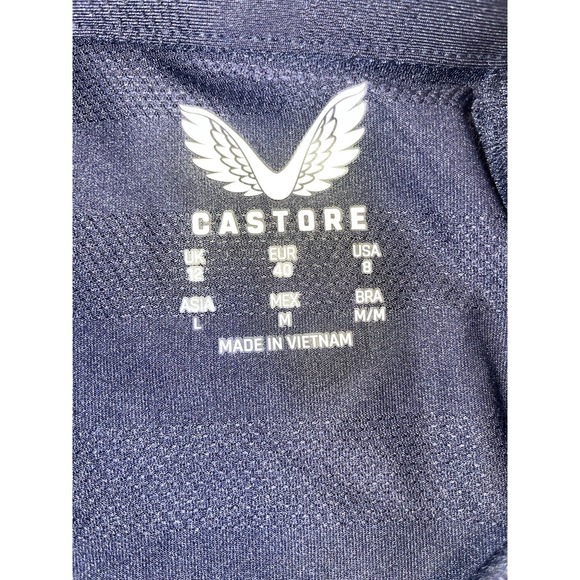 CASTORE
UK EUR USA
12 40 8
ASIA MEX BRA
L M M/M
MADE IN VIETNAM